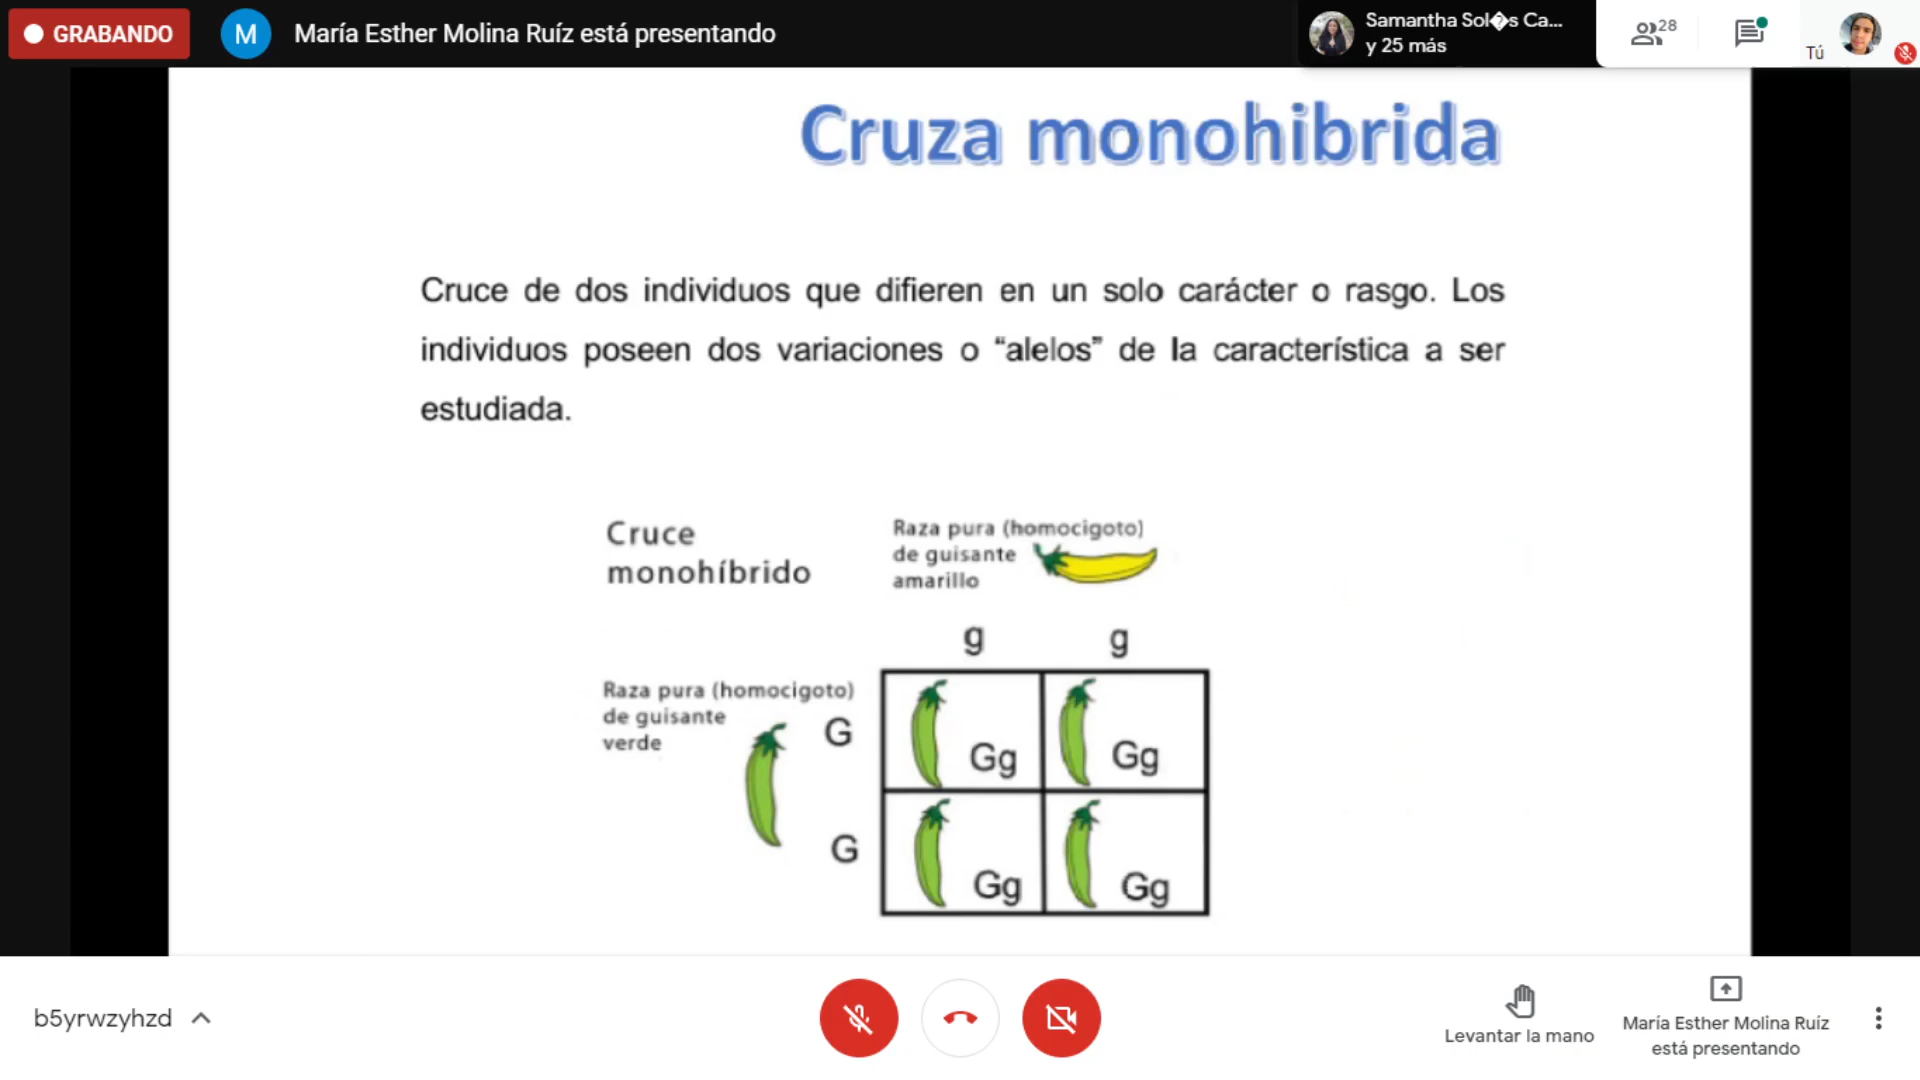 GRABANDO
M
María Esther Molina Ruíz está presentando
Samantha Sol�s Ca...
y 25 más
28
Tú
Cruza monohibrida
Cruce de dos individuos que difieren en un solo carácter o rasgo. Los
individuos poseen dos variaciones o “alelos” de la característica a ser
estudiada.
Cruce
monohíbrido
Raza pura (homocigoto)
de guisante
amarillo
g g
Raza pura (homocigoto)
de guisante
verde
G
Gg Gg
G
Gg Gg
b5yrwzyhzd
Levantar la mano
María Esther Molina Ruíz
está presentando